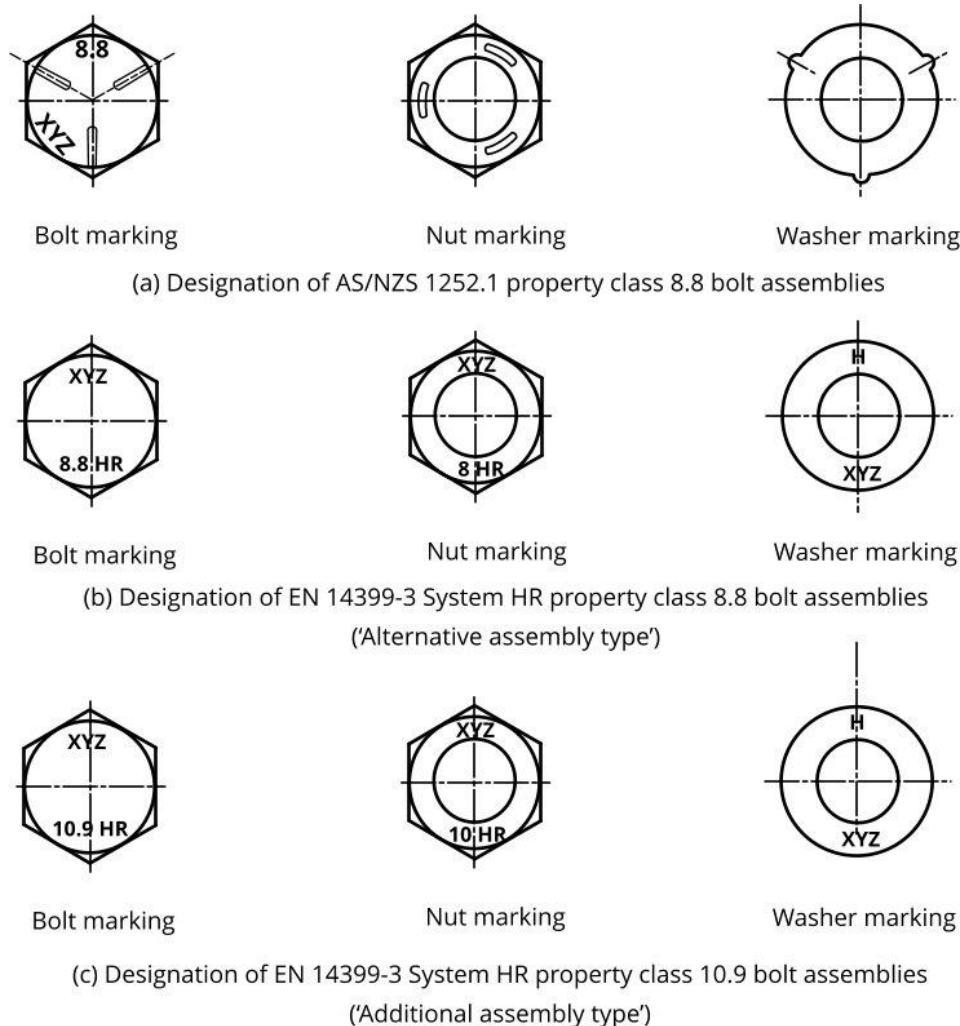 8.8
XYZ
Bolt marking Nut marking Washer marking
(a) Designation of AS/NZS 1252.1 property class 8.8 bolt assemblies
XYZ XYZ H
8.8 HR 8 HR XYZ
Bolt marking Nut marking Washer marking
(b) Designation of EN 14399-3 System HR property class 8.8 bolt assemblies
(‘Alternative assembly type’)
XYZ XYZ H
10.9 HR 10 HR XYZ
Bolt marking Nut marking Washer marking
(c) Designation of EN 14399-3 System HR property class 10.9 bolt assemblies
(‘Additional assembly type’)